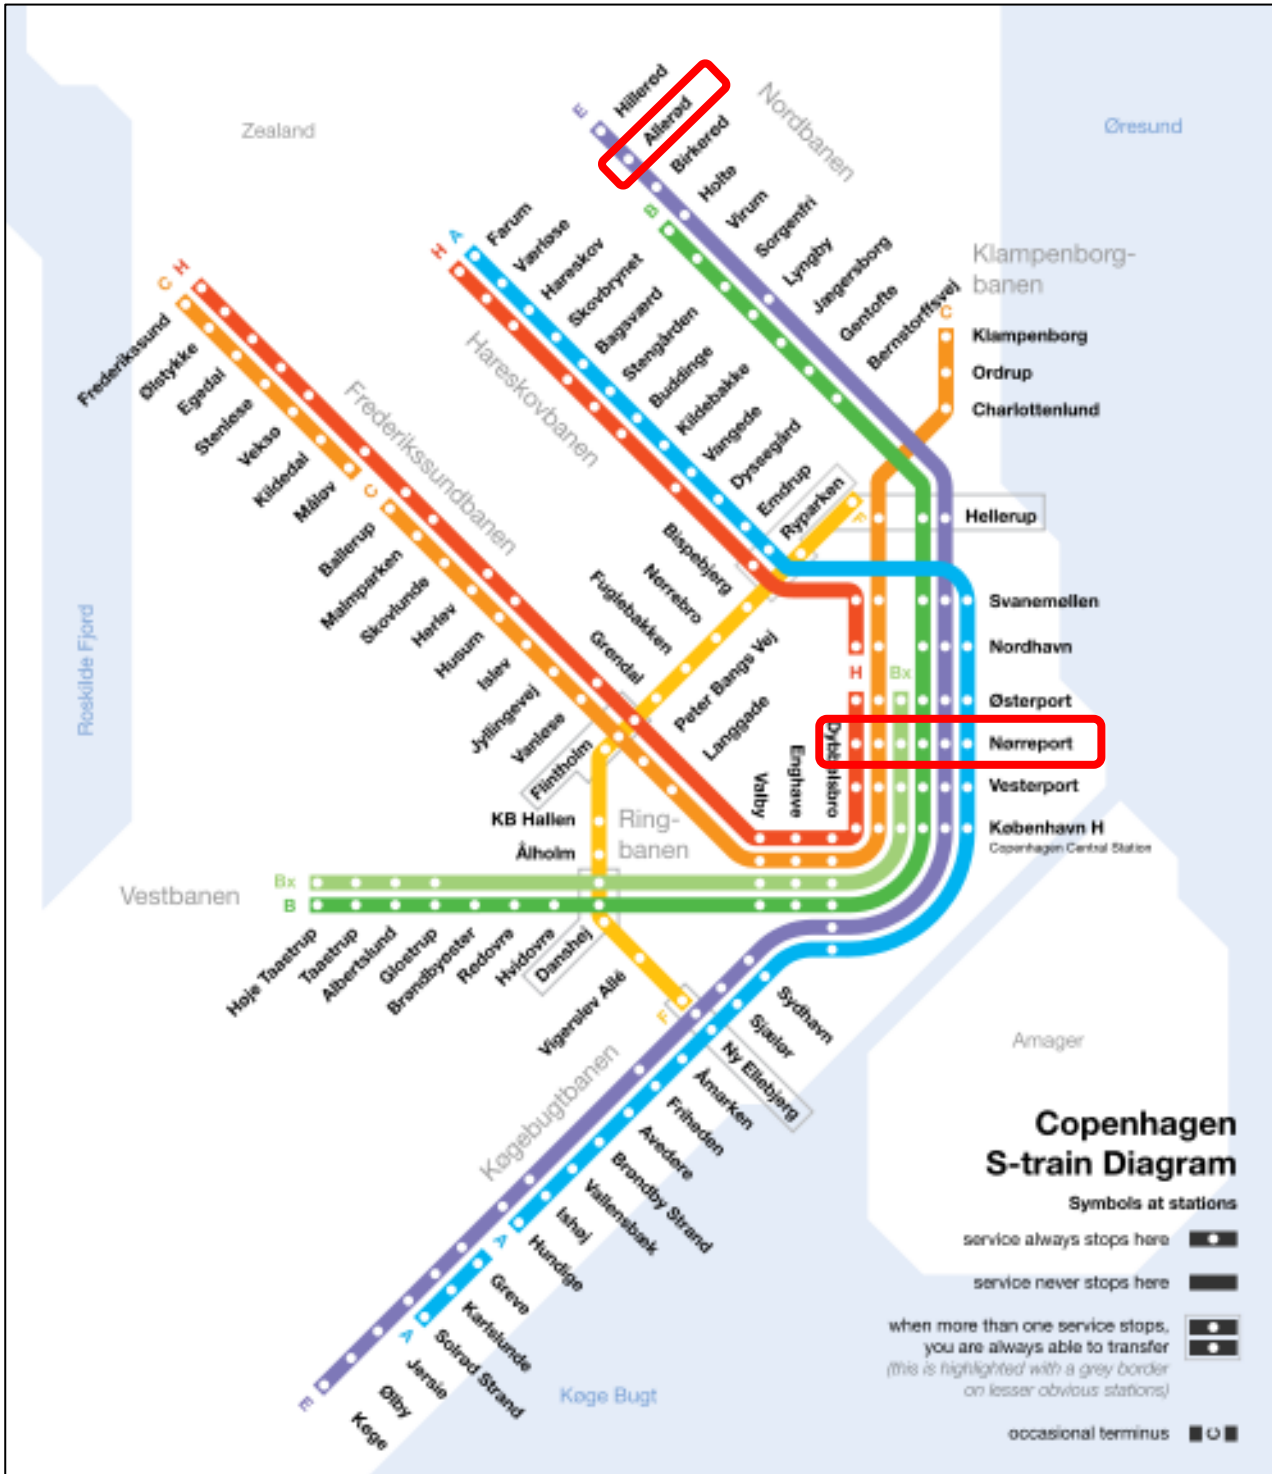 Zealand
Nordbanen
Øresund
E
Hillerød
Allerød
Birkerød
Holte
Virum
Sorgenfri
Lyngby
Jægersborg
Gentofte
Bernstorffsvej
B
Klampenborg-
banen
C
Klampenborg
Ordrup
Charlottenlund
H
A
Farum
Værløse
Hareskov
Skovbrynet
Bagsværd
Stengården
Buddinge
Kildebakke
Vangede
Dyssegård
Emdrup
Ryparken
F
Hareskovbanen
C
H
Frederikssund
Ølstykke
Egedal
Stenløse
Veksø
Kildedal
Måløv
C
Ballerup
Malmparken
Skovlunde
Herlev
Husum
Islev
Jyllingevej
Vanløse
Flintholm
Frederikssundbanen
Bispebjerg
Nørrebro
Fuglebakken
Grøndal
Peter Bangs Vej
Langgade
Valby
Enghave
Dybbølsbro
Hellerup
Svanemøllen
Nordhavn
H
Bx
Østerport
Nørreport
Vesterport
København H
Copenhagen Central Station
Roskilde Fjord
KB Hallen
Ålholm
Ring-
banen
Vestbanen
Bx
B
Høje Taastrup
Taastrup
Albertslund
Glostrup
Brøndbyøster
Rødovre
Hvidovre
Danshøj
Vigerslev Allé
F
Køgebugtbanen
Sydhavn
Sjælør
Ny Ellebjerg
Åmarken
Friheden
Avedøre
Brøndby Strand
Vallensbæk
Ishøj
Hundige
A
Greve
Karlslunde
Solrød Strand
A
Jersie
Ølby
Køge
E
Køge Bugt
Amager
Copenhagen
S-train Diagram
Symbols at stations
service always stops here
service never stops here
when more than one service stops,
you are always able to transfer
(this is highlighted with a grey border
on lesser obvious stations)
occasional terminus
C